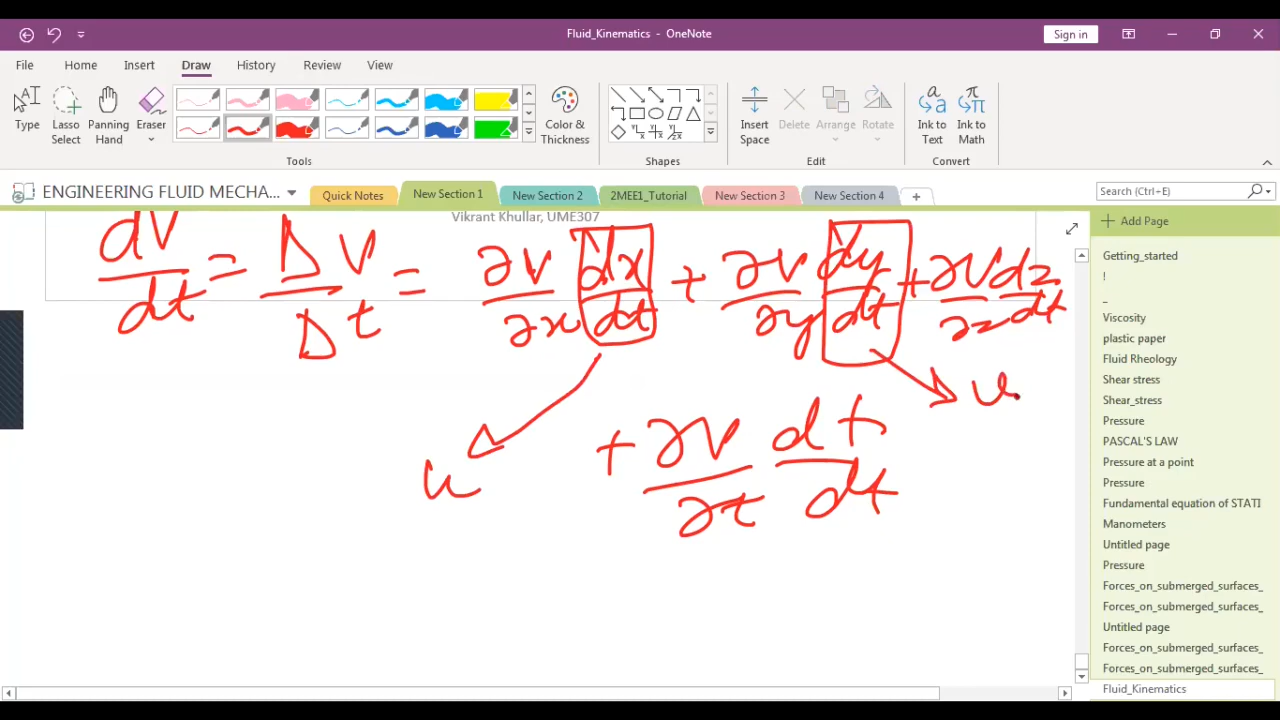 Fluid_Kinematics - OneNote
Sign in
File Home Insert Draw History Review View
Type
Lasso Select
Panning Hand
Eraser
Color & Thickness
Insert Space
Delete
Arrange
Rotate
Ink to Text
Ink to Math
Tools
Shapes
Edit
Convert
ENGINEERING FLUID MECHA...
Quick Notes
New Section 1
New Section 2
2MEE1_Tutorial
New Section 3
New Section 4
Search (Ctrl+E)
Vikrant Khullar, UME307
dV/dt = DV/Dt = ∂V/∂x dx/dt + ∂V/∂y dy/dt + ∂V/∂z dz/dt
+ ∂V/∂t dt/dt
u
v
Add Page
Getting_started
!
_
Viscosity
plastic paper
Fluid Rheology
Shear stress
Shear_stress
Pressure
PASCAL'S LAW
Pressure at a point
Pressure
Fundamental equation of STATI
Manometers
Untitled page
Pressure
Forces_on_submerged_surfaces_
Forces_on_submerged_surfaces_
Untitled page
Forces_on_submerged_surfaces_
Forces_on_submerged_surfaces_
Fluid_Kinematics